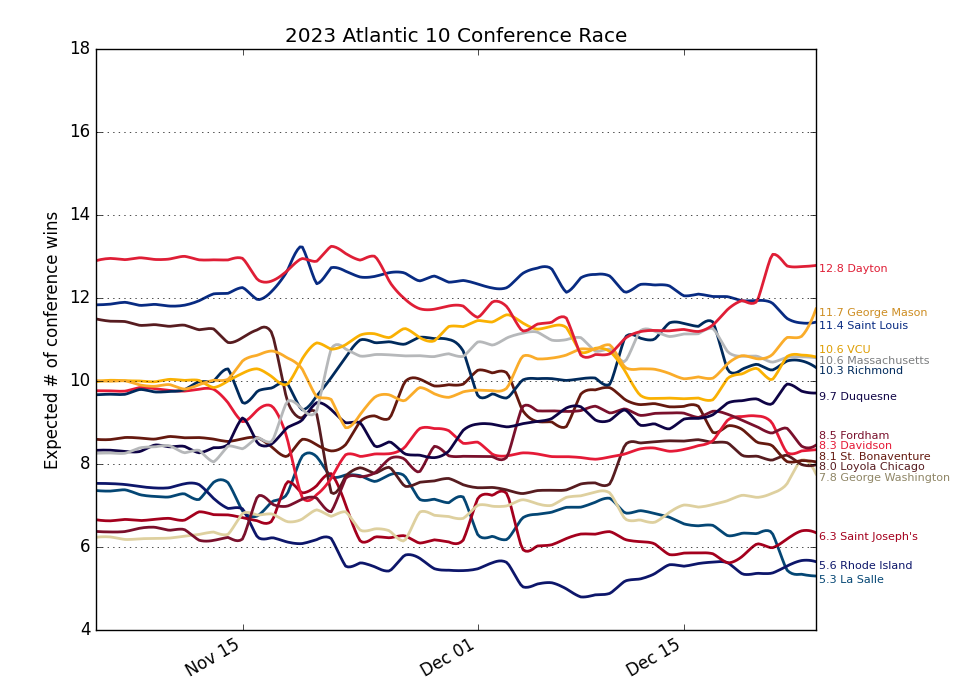 2023 Atlantic 10 Conference Race
Expected # of conference wins
18
16
14
12
10
8
6
4
Nov 15
Dec 01
Dec 15
12.8 Dayton
11.7 George Mason
11.4 Saint Louis
10.6 VCU
10.6 Massachusetts
10.3 Richmond
9.7 Duquesne
8.5 Fordham
8.3 Davidson
8.1 St. Bonaventure
8.0 Loyola Chicago
7.8 George Washington
6.3 Saint Joseph's
5.6 Rhode Island
5.3 La Salle